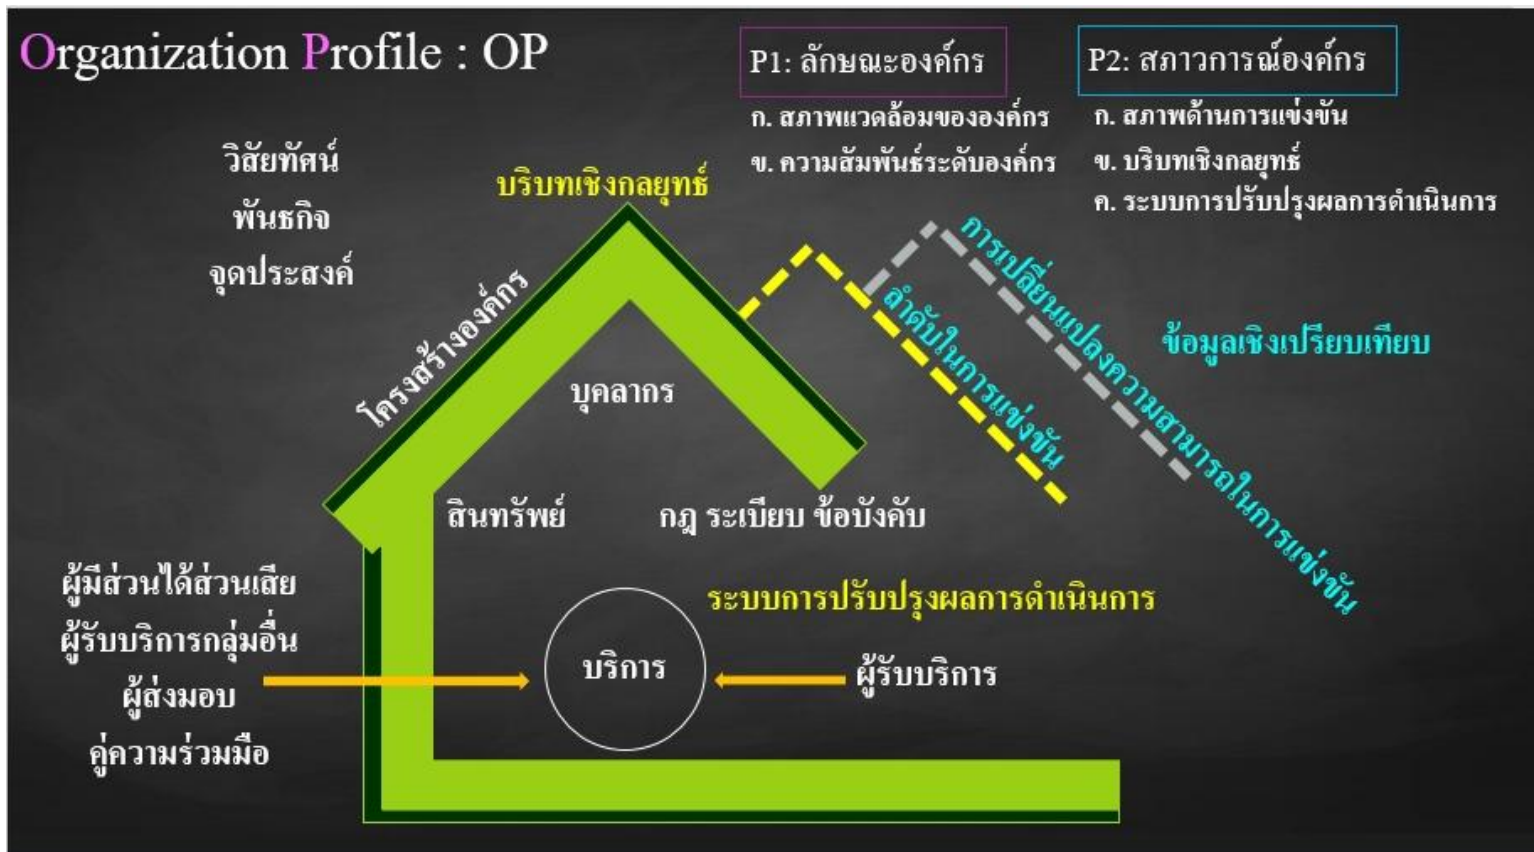 Organization Profile : OP
P1: ลักษณะองค์กร
ก. สภาพแวดล้อมขององค์กร
ข. ความสัมพันธ์ระดับองค์กร
P2: สภาวการณ์องค์กร
ก. สภาพด้านการแข่งขัน
ข. บริบทเชิงกลยุทธ์
ค. ระบบการปรับปรุงผลการดำเนินการ
วิสัยทัศน์
พันธกิจ
จุดประสงค์
บริบทเชิงกลยุทธ์
โครงสร้างองค์กร
บุคลากร
ลำดับในการแข่งขัน
การเปลี่ยนแปลงความสามารถในการแข่งขัน
ข้อมูลเชิงเปรียบเทียบ
สินทรัพย์
กฎ ระเบียบ ข้อบังคับ
ผู้มีส่วนได้ส่วนเสีย
ผู้รับบริการกลุ่มอื่น
ผู้ส่งมอบ
คู่ความร่วมมือ
ระบบการปรับปรุงผลการดำเนินการ
บริการ
ผู้รับบริการ